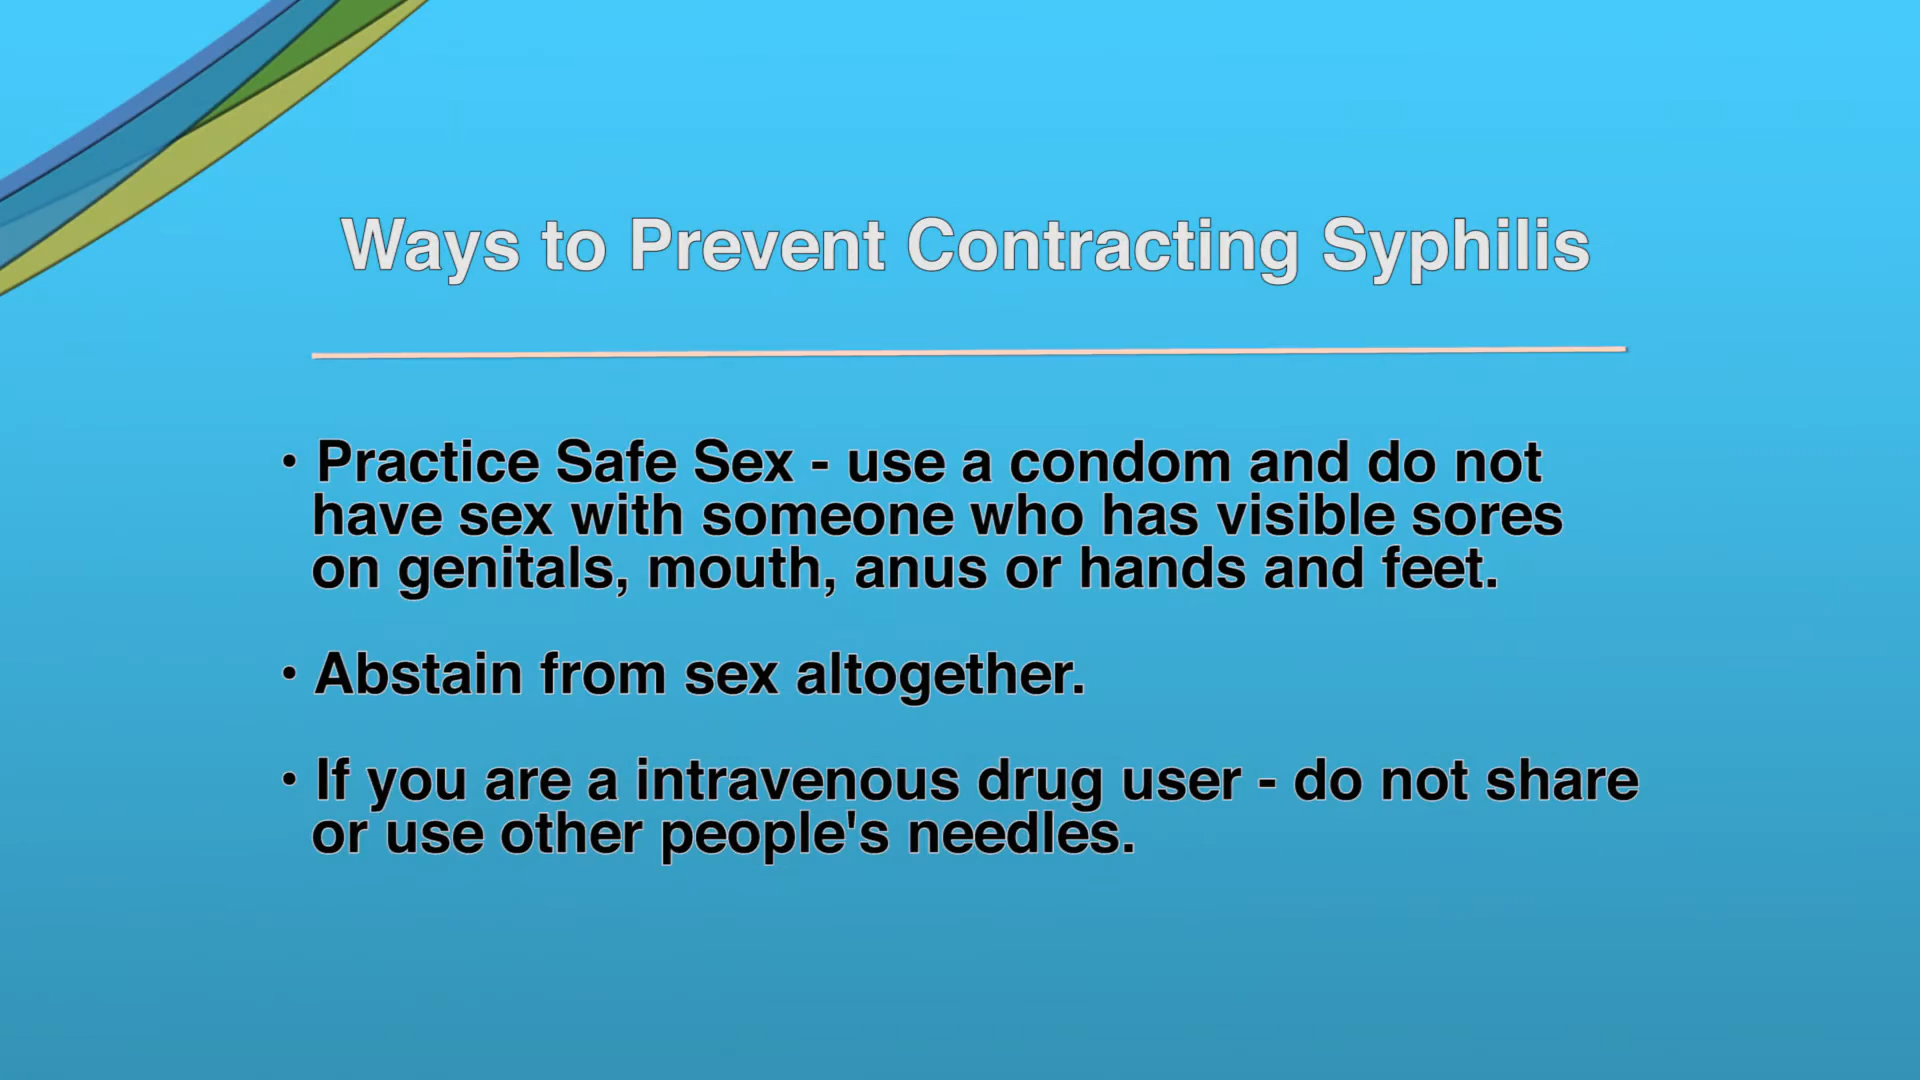 Ways to Prevent Contracting Syphilis
• Practice Safe Sex - use a condom and do not
have sex with someone who has visible sores
on genitals, mouth, anus or hands and feet.
• Abstain from sex altogether.
• If you are a intravenous drug user - do not share
or use other people's needles.